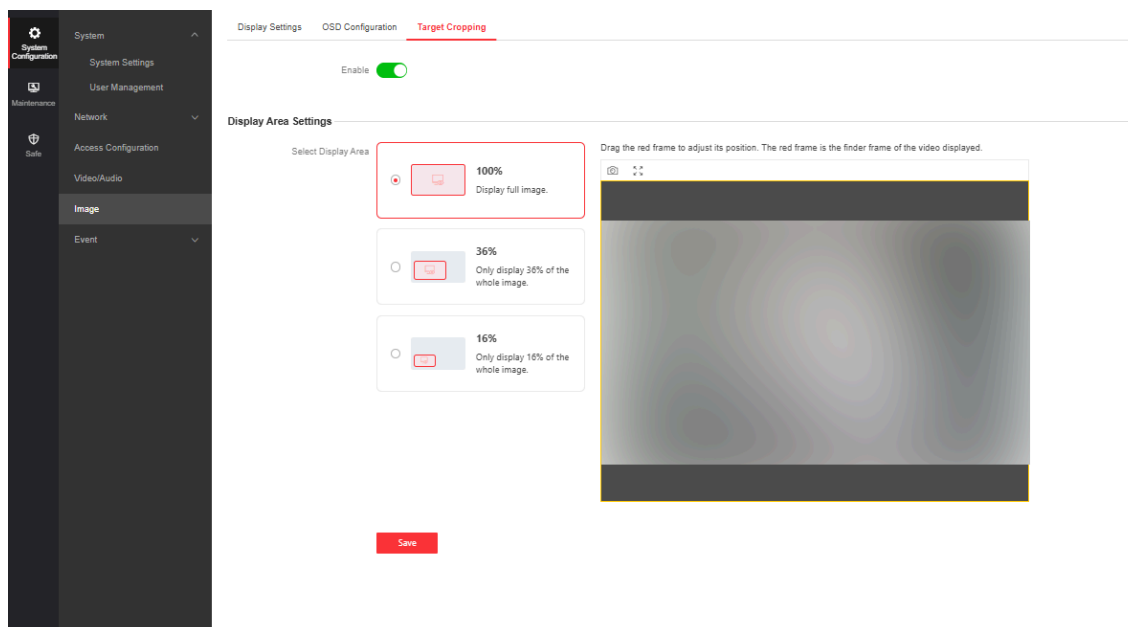 System
Configuration
Maintenance
Safe
System
System Settings
User Management
Network
Access Configuration
Video/Audio
Image
Event
Display Settings
OSD Configuration
Target Cropping
Enable
Display Area Settings
Select Display Area
100%
Display full image.
36%
Only display 36% of the
whole image.
16%
Only display 16% of the
whole image.
Drag the red frame to adjust its position. The red frame is the finder frame of the video displayed.
Save